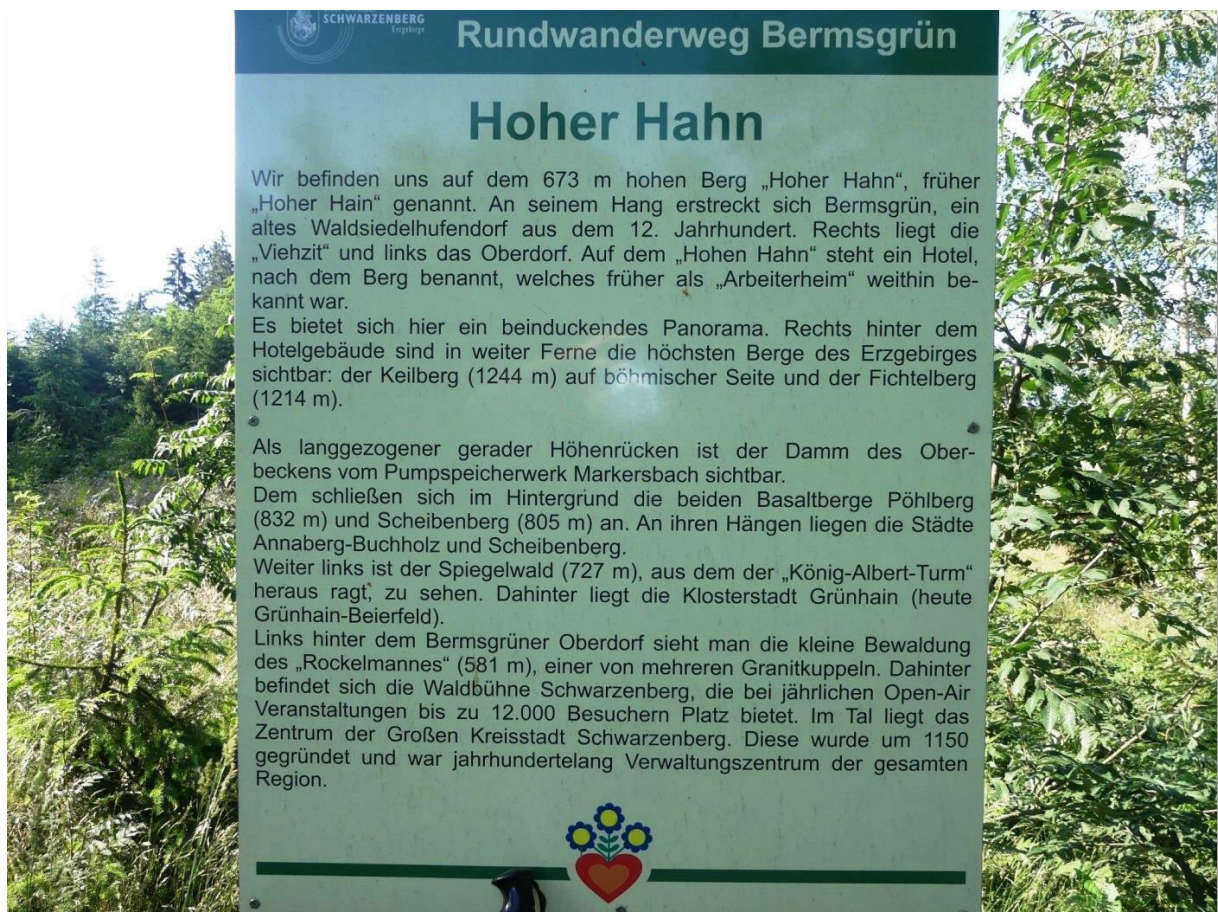 SCHWARZENBERG
Erzgebirge
Rundwanderweg Bermsgrün
Hoher Hahn
Wir befinden uns auf dem 673 m hohen Berg „Hoher Hahn“, früher
„Hoher Hain“ genannt. An seinem Hang erstreckt sich Bermsgrün, ein
altes Waldsiedelhufendorf aus dem 12. Jahrhundert. Rechts liegt die
„Viehzit“ und links das Oberdorf. Auf dem „Hohen Hahn“ steht ein Hotel,
nach dem Berg benannt, welches früher als „Arbeiterheim“ weithin be-
kannt war.
Es bietet sich hier ein beinduckendes Panorama. Rechts hinter dem
Hotelgebäude sind in weiter Ferne die höchsten Berge des Erzgebirges
sichtbar: der Keilberg (1244 m) auf böhmischer Seite und der Fichtelberg
(1214 m).
Als langgezogener gerader Höhenrücken ist der Damm des Ober-
beckens vom Pumpspeicherwerk Markersbach sichtbar.
Dem schließen sich im Hintergrund die beiden Basaltberge Pöhlberg
(832 m) und Scheibenberg (805 m) an. An ihren Hängen liegen die Städte
Annaberg-Buchholz und Scheibenberg.
Weiter links ist der Spiegelwald (727 m), aus dem der „König-Albert-Turm“
heraus ragt, zu sehen. Dahinter liegt die Klosterstadt Grünhain (heute
Grünhain-Beierfeld).
Links hinter dem Bermsgrüner Oberdorf sieht man die kleine Bewaldung
des „Rockelmannes“ (581 m), einer von mehreren Granitkuppeln. Dahinter
befindet sich die Waldbühne Schwarzenberg, die bei jährlichen Open-Air
Veranstaltungen bis zu 12.000 Besuchern Platz bietet. Im Tal liegt das
Zentrum der Großen Kreisstadt Schwarzenberg. Diese wurde um 1150
gegründet und war jahrhundertelang Verwaltungszentrum der gesamten
Region.